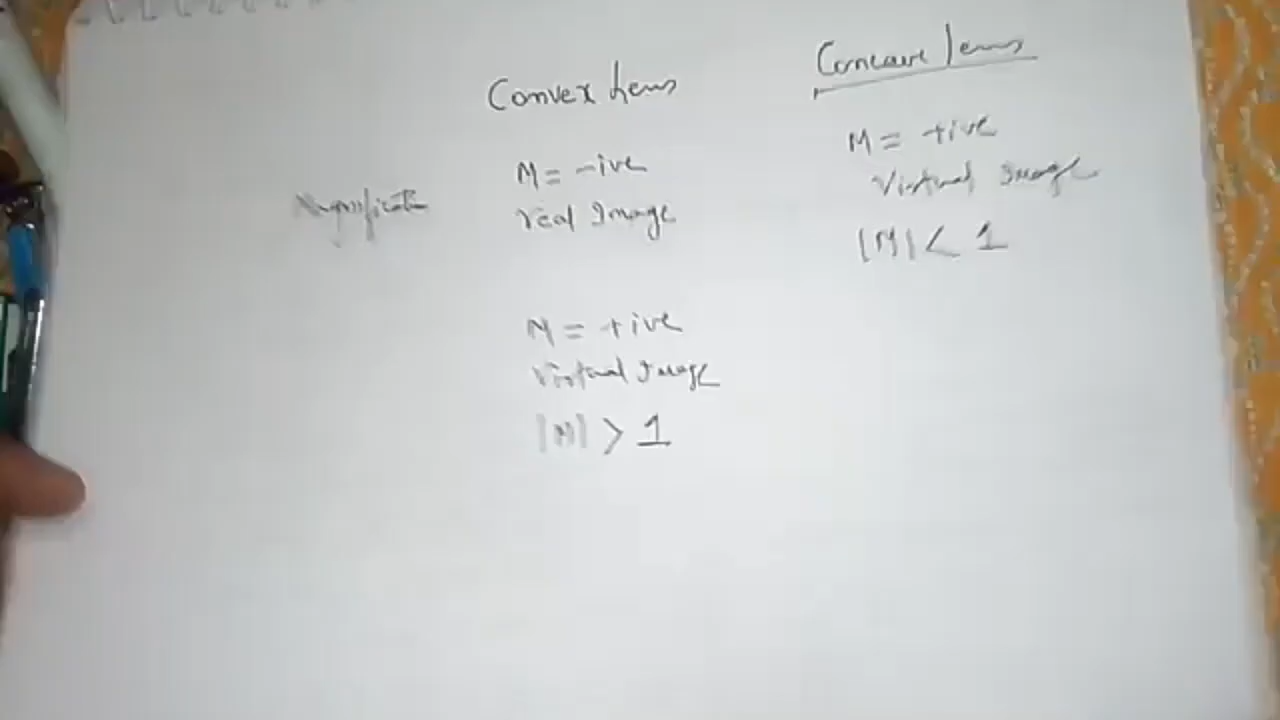 Convex lens
M = -ive
real Image
Magnification
M = +ive
Virtual Image
|M| > 1
Concave lens
M = +ive
Virtual Image
|M| < 1